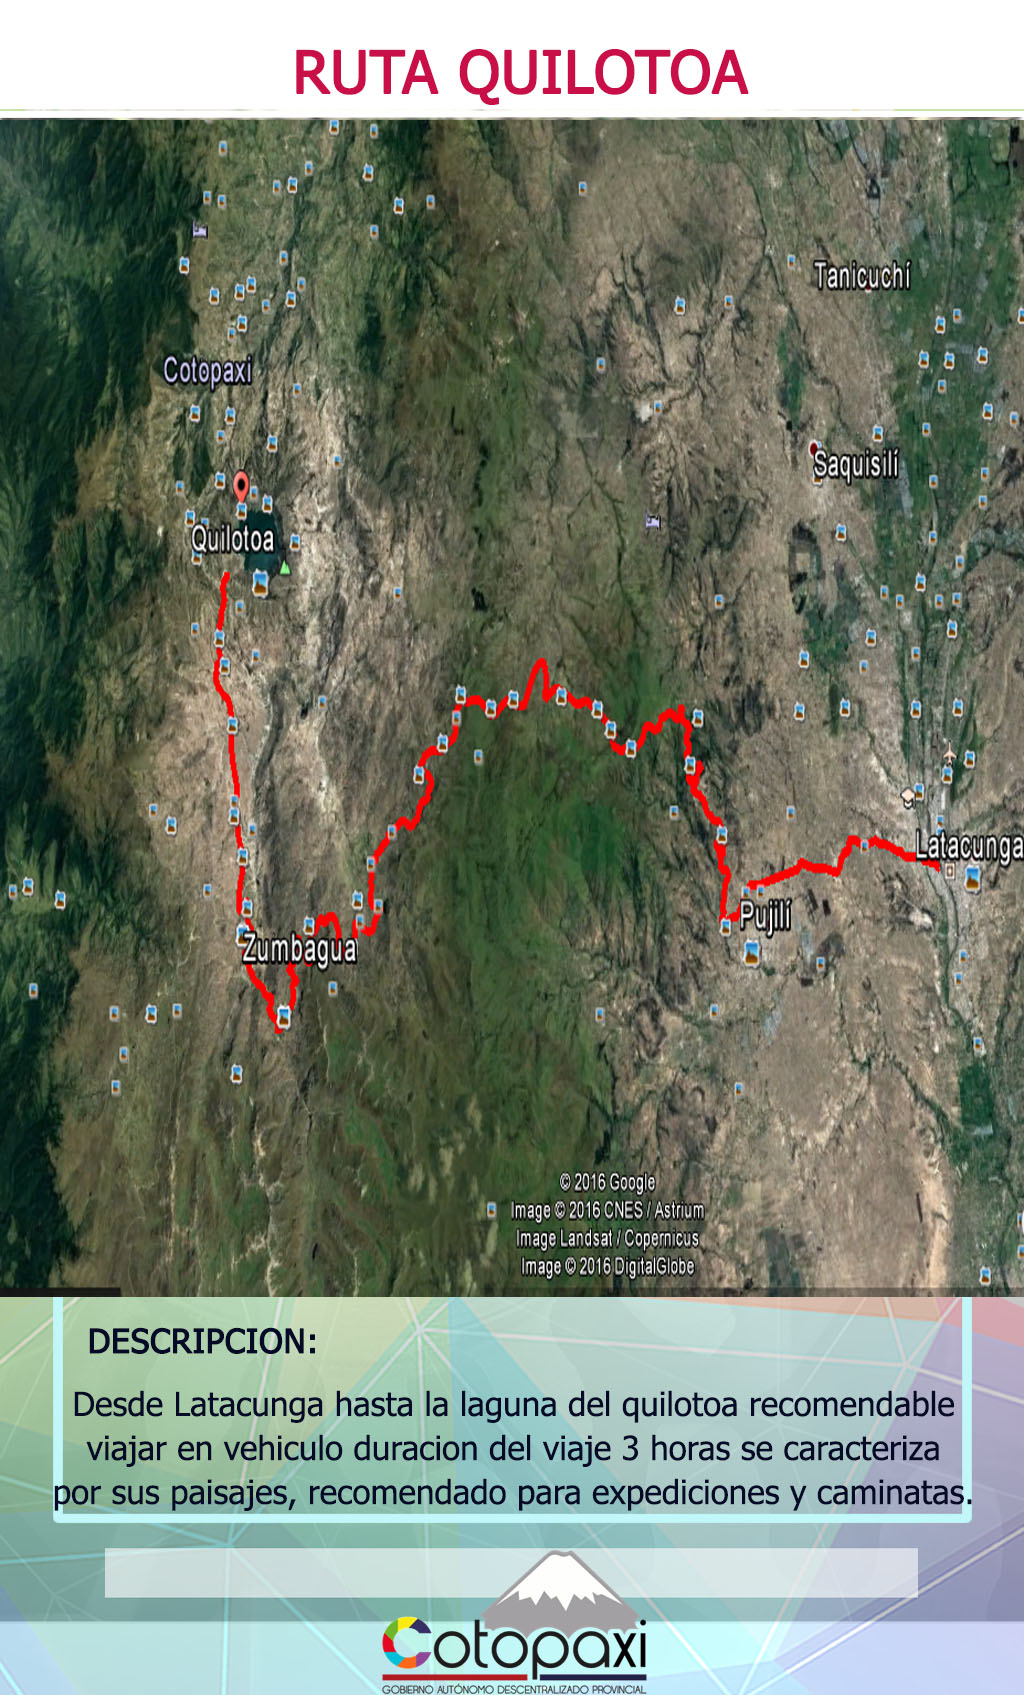 RUTA QUILOTOA
Tanicuchí
Cotopaxi
Saquisilí
Quilotoa
Latacunga
Pujilí
Zumbagua
© 2016 Google
Image © 2016 CNES / Astrium
Image Landsat / Copernicus
Image © 2016 DigitalGlobe
DESCRIPCION:
Desde Latacunga hasta la laguna del quilotoa recomendable
viajar en vehiculo duracion del viaje 3 horas se caracteriza
por sus paisajes, recomendado para expediciones y caminatas.
Cotopaxi
GOBIERNO AUTÓNOMO DESCENTRALIZADO PROVINCIAL